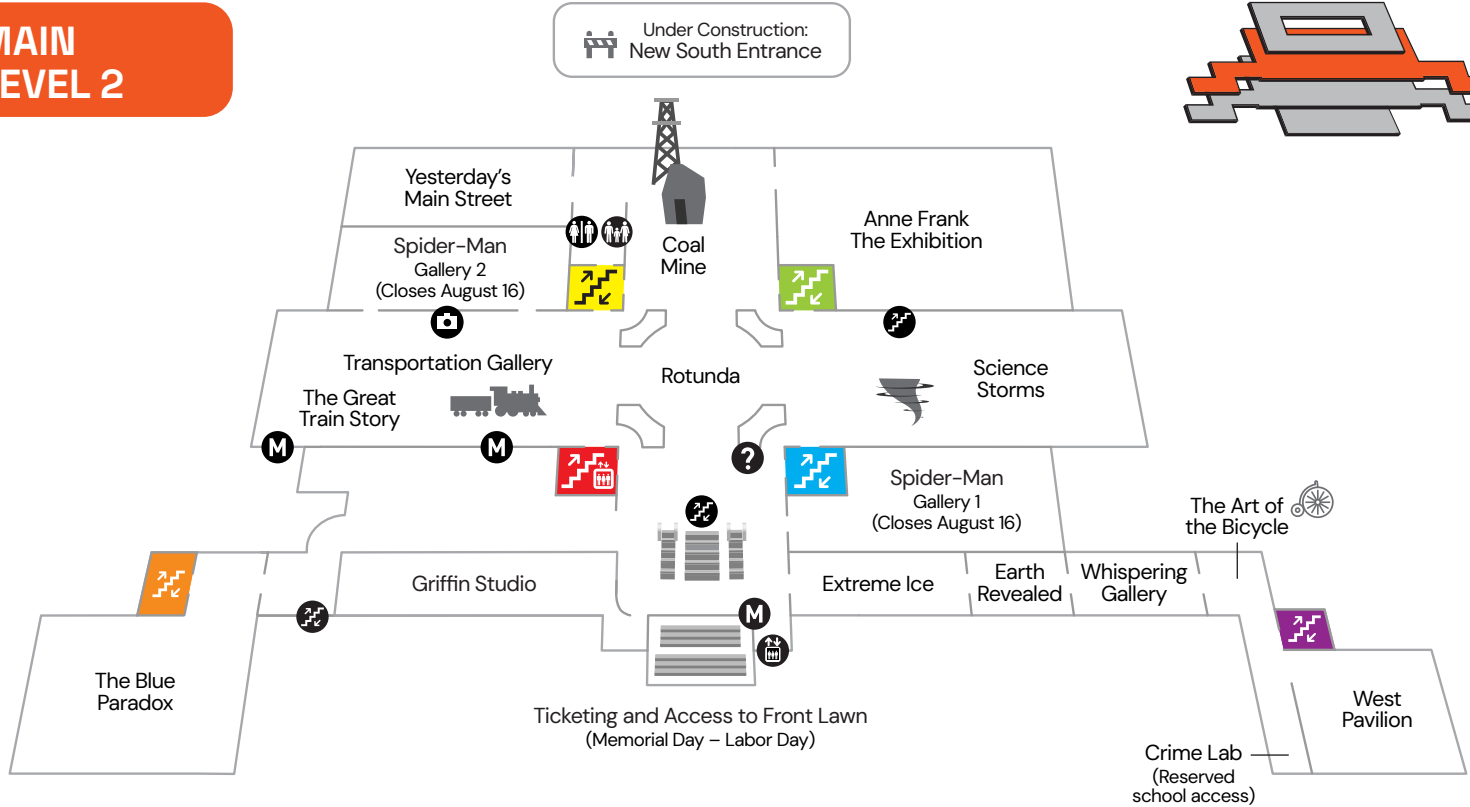 MAIN
EVEL 2
Under Construction:
New South Entrance
Yesterday's
Main Street
Spider-Man
Gallery 2
(Closes August 16)
Coal
Mine
Anne Frank
The Exhibition
Transportation Gallery
The Great
Train Story
Rotunda
Science
Storms
M
M
?
Spider-Man
Gallery 1
(Closes August 16)
The Art of
the Bicycle
Griffin Studio
Extreme Ice
Earth
Revealed
Whispering
Gallery
M
The Blue
Paradox
West
Pavilion
Ticketing and Access to Front Lawn
(Memorial Day – Labor Day)
Crime Lab
(Reserved
school access)